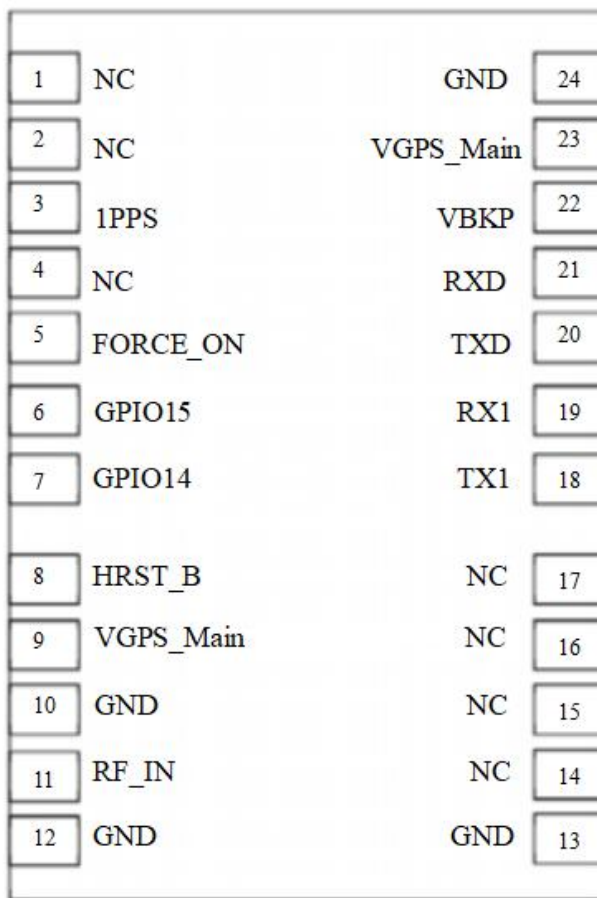 1 NC GND 24
2 NC VGPS_Main 23
3 1PPS VBKP 22
4 NC RXD 21
5 FORCE_ON TXD 20
6 GPIO15 RX1 19
7 GPIO14 TX1 18
8 HRST_B NC 17
9 VGPS_Main NC 16
10 GND NC 15
11 RF_IN NC 14
12 GND GND 13